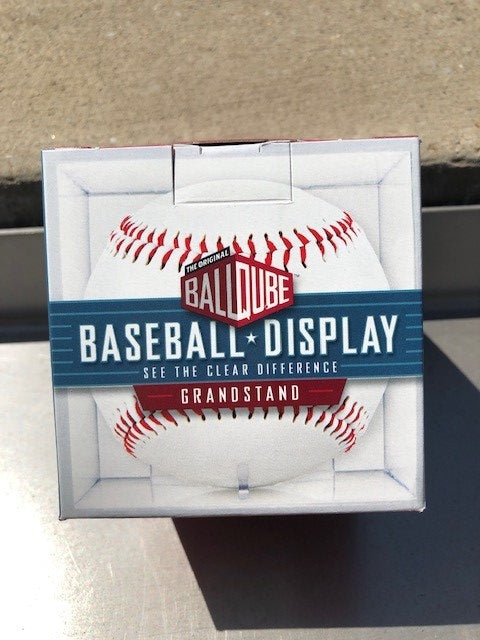 THE ORIGINAL
BALLQUBE
BASEBALL★DISPLAY
SEE THE CLEAR DIFFERENCE
GRANDSTAND